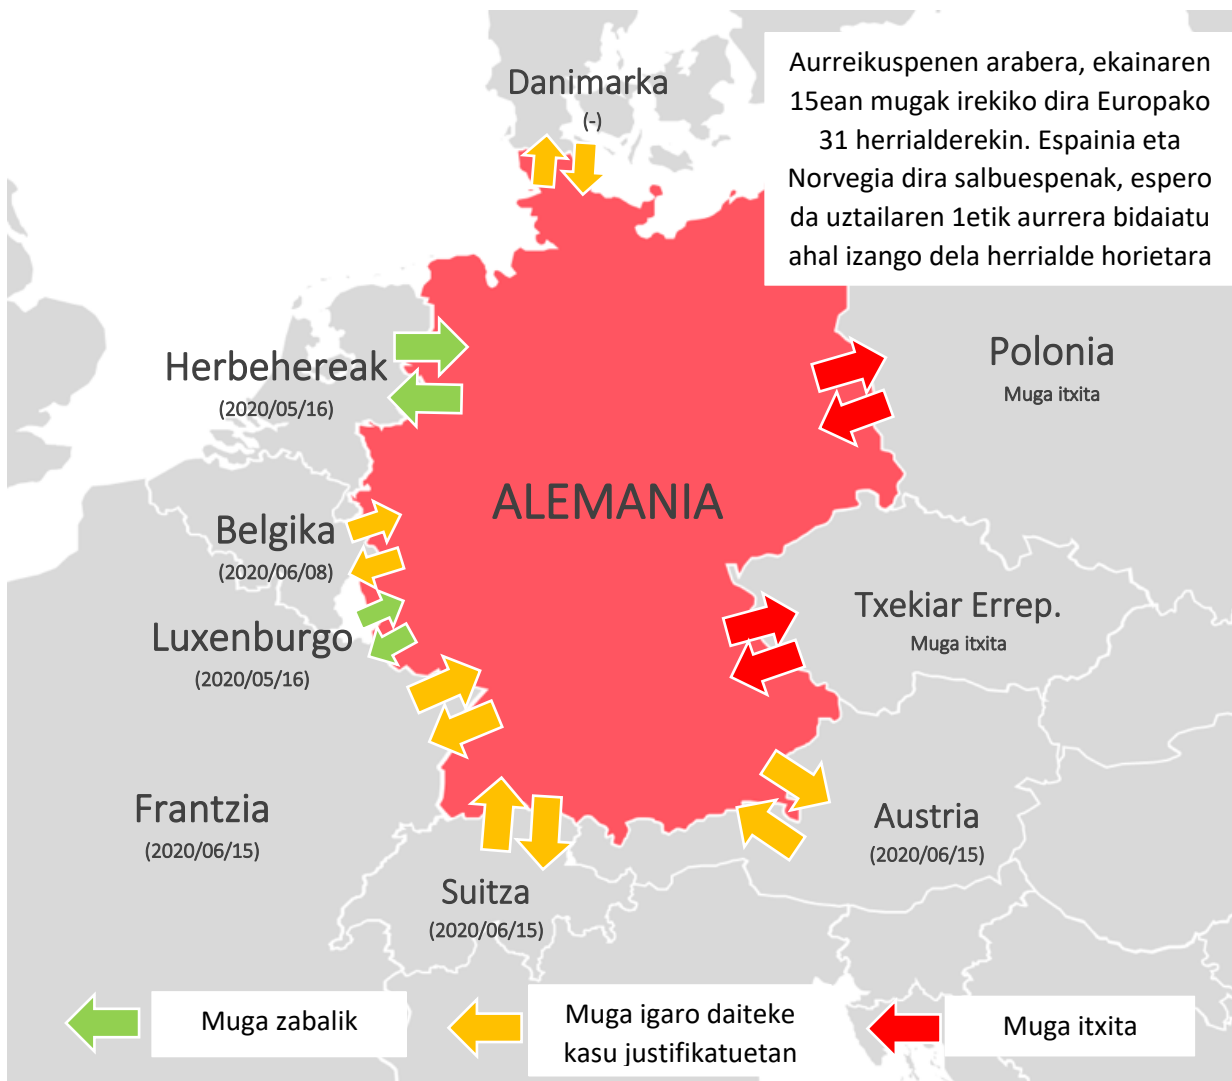 Danimarka
(-)
Aurreikuspenen arabera, ekainaren
15ean mugak irekiko dira Europako
31 herrialderekin. Espainia eta
Norvegia dira salbuespenak, espero
da uztailaren 1etik aurrera bidaiatu
ahal izango dela herrialde horietara
Herbehereak
(2020/05/16)
Polonia
Muga itxita
ALEMANIA
Belgika
(2020/06/08)
Luxenburgo
(2020/05/16)
Txekiar Errep.
Muga itxita
Frantzia
(2020/06/15)
Austria
(2020/06/15)
Suitza
(2020/06/15)
Muga zabalik
Muga igaro daiteke
kasu justifikatuetan
Muga itxita